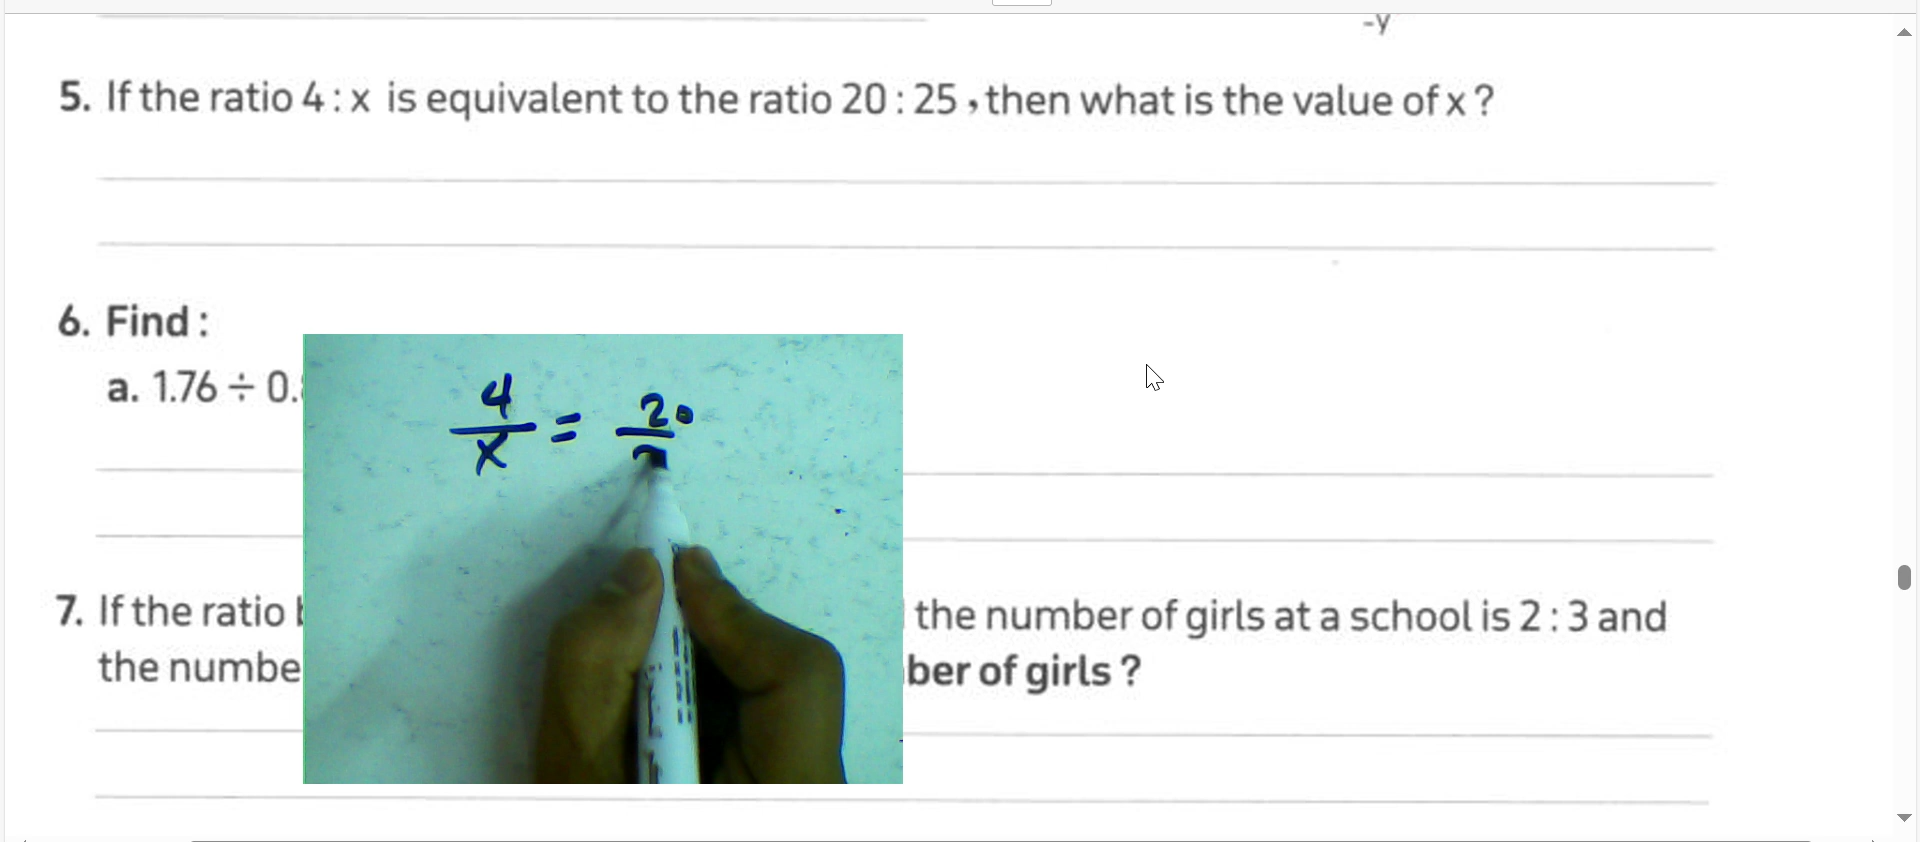 -y
5. If the ratio 4 : x is equivalent to the ratio 20 : 25 , then what is the value of x ?
6. Find :
a. 1.76 ÷ 0.
4
x
=
20
7. If the ratio the number of girls at a school is 2 : 3 and
the numbe ber of girls ?